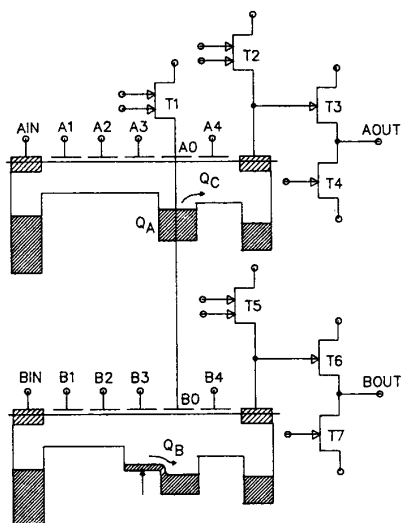 T2
T1
T3
AIN A1 A2 A3 A0 A4
AOUT
T4
QC
QA
T5
T6
BIN B1 B2 B3 B0 B4
BOUT
T7
QB